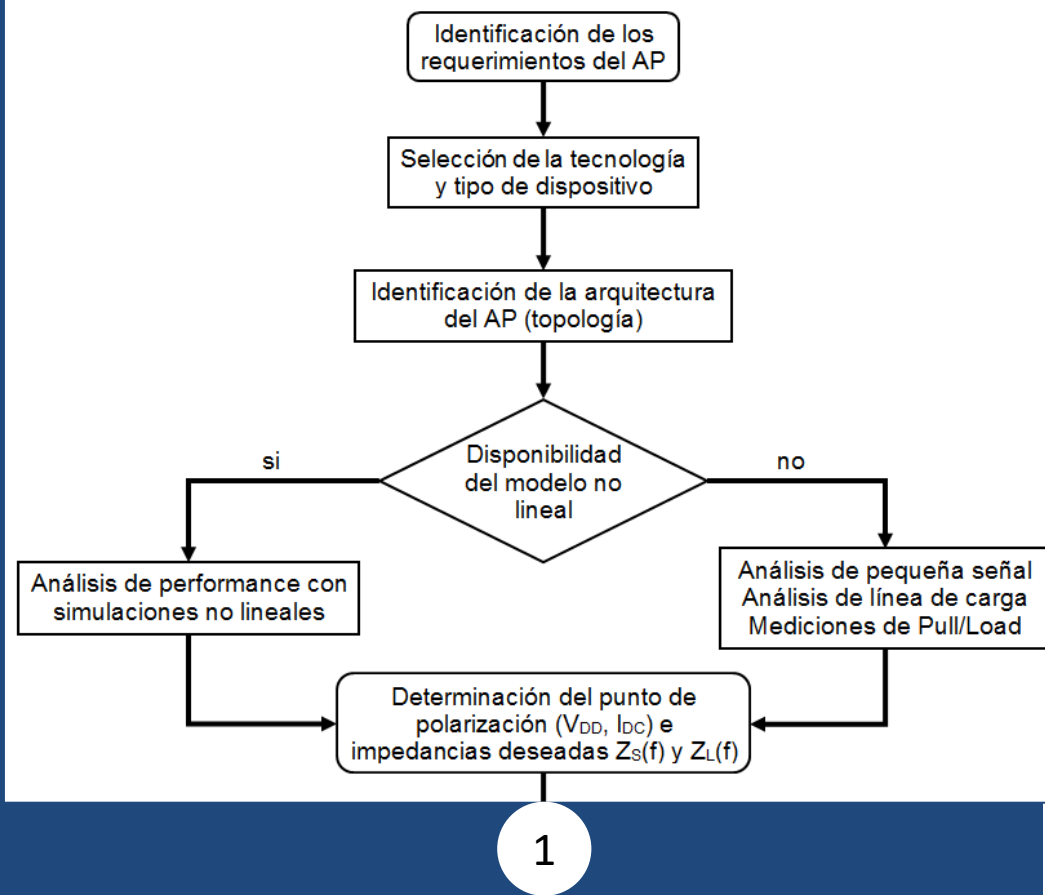 Identificación de los
requerimientos del AP
Selección de la tecnología
y tipo de dispositivo
Identificación de la arquitectura
del AP (topología)
Disponibilidad
del modelo no
lineal
si
no
Análisis de performance con
simulaciones no lineales
Análisis de pequeña señal
Análisis de línea de carga
Mediciones de Pull/Load
Determinación del punto de
polarización (VDD, IDC) e
impedancias deseadas ZS(f) y ZL(f)
1